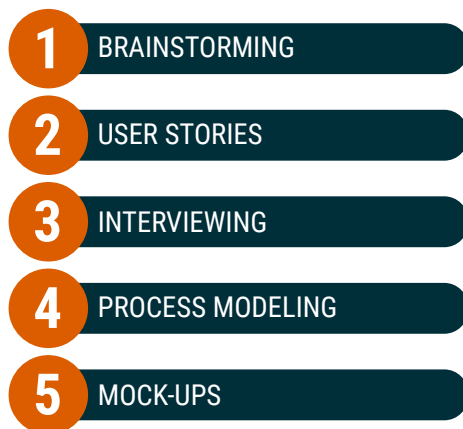 1 BRAINSTORMING
2 USER STORIES
3 INTERVIEWING
4 PROCESS MODELING
5 MOCK-UPS